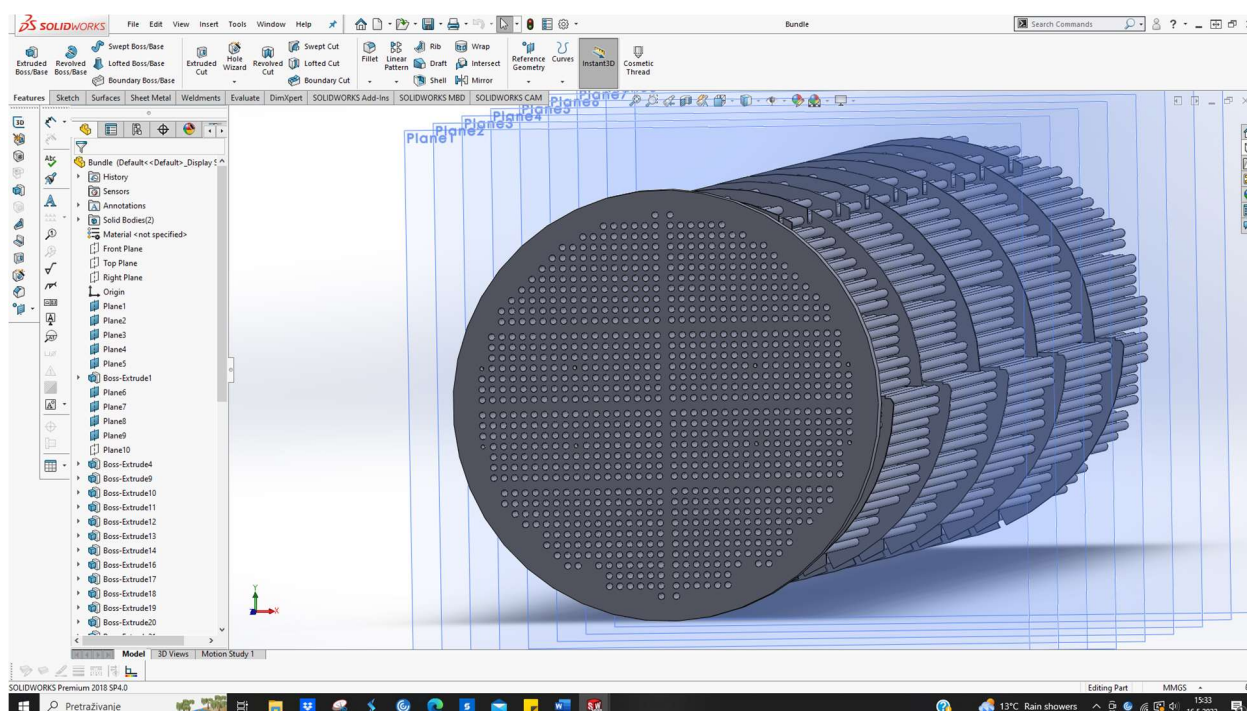 SOLIDWORKS File Edit View Insert Tools Window Help Bundle Search Commands ?
Extruded Boss/Base
Revolved Boss/Base
Swept Boss/Base
Lofted Boss/Base
Boundary Boss/Base
Extruded Cut
Hole Wizard
Revolved Cut
Swept Cut
Lofted Cut
Boundary Cut
Fillet
Linear Pattern
Rib
Draft
Shell
Wrap
Intersect
Mirror
Reference Geometry
Curves
Instant3D
Cosmetic Thread
Features Sketch Surfaces Sheet Metal Weldments Evaluate DimXpert SOLIDWORKS Add-Ins SOLIDWORKS MBD SOLIDWORKS CAM
Plane1
Plane2
Plane3
Plane4
Bundle (Default<<Default>_Display S
History
Sensors
Annotations
Solid Bodies(2)
Material <not specified>
Front Plane
Top Plane
Right Plane
Origin
Plane1
Plane2
Plane3
Plane4
Plane5
Boss-Extrude1
Plane6
Plane7
Plane8
Plane9
Plane10
Boss-Extrude4
Boss-Extrude9
Boss-Extrude10
Boss-Extrude11
Boss-Extrude12
Boss-Extrude13
Boss-Extrude14
Boss-Extrude16
Boss-Extrude17
Boss-Extrude18
Boss-Extrude19
Boss-Extrude20
Y
X
Model 3D Views Motion Study 1
SOLIDWORKS Premium 2018 SP4.0 Editing Part MMGS
Pretraživanje 13°C Rain showers 15:33